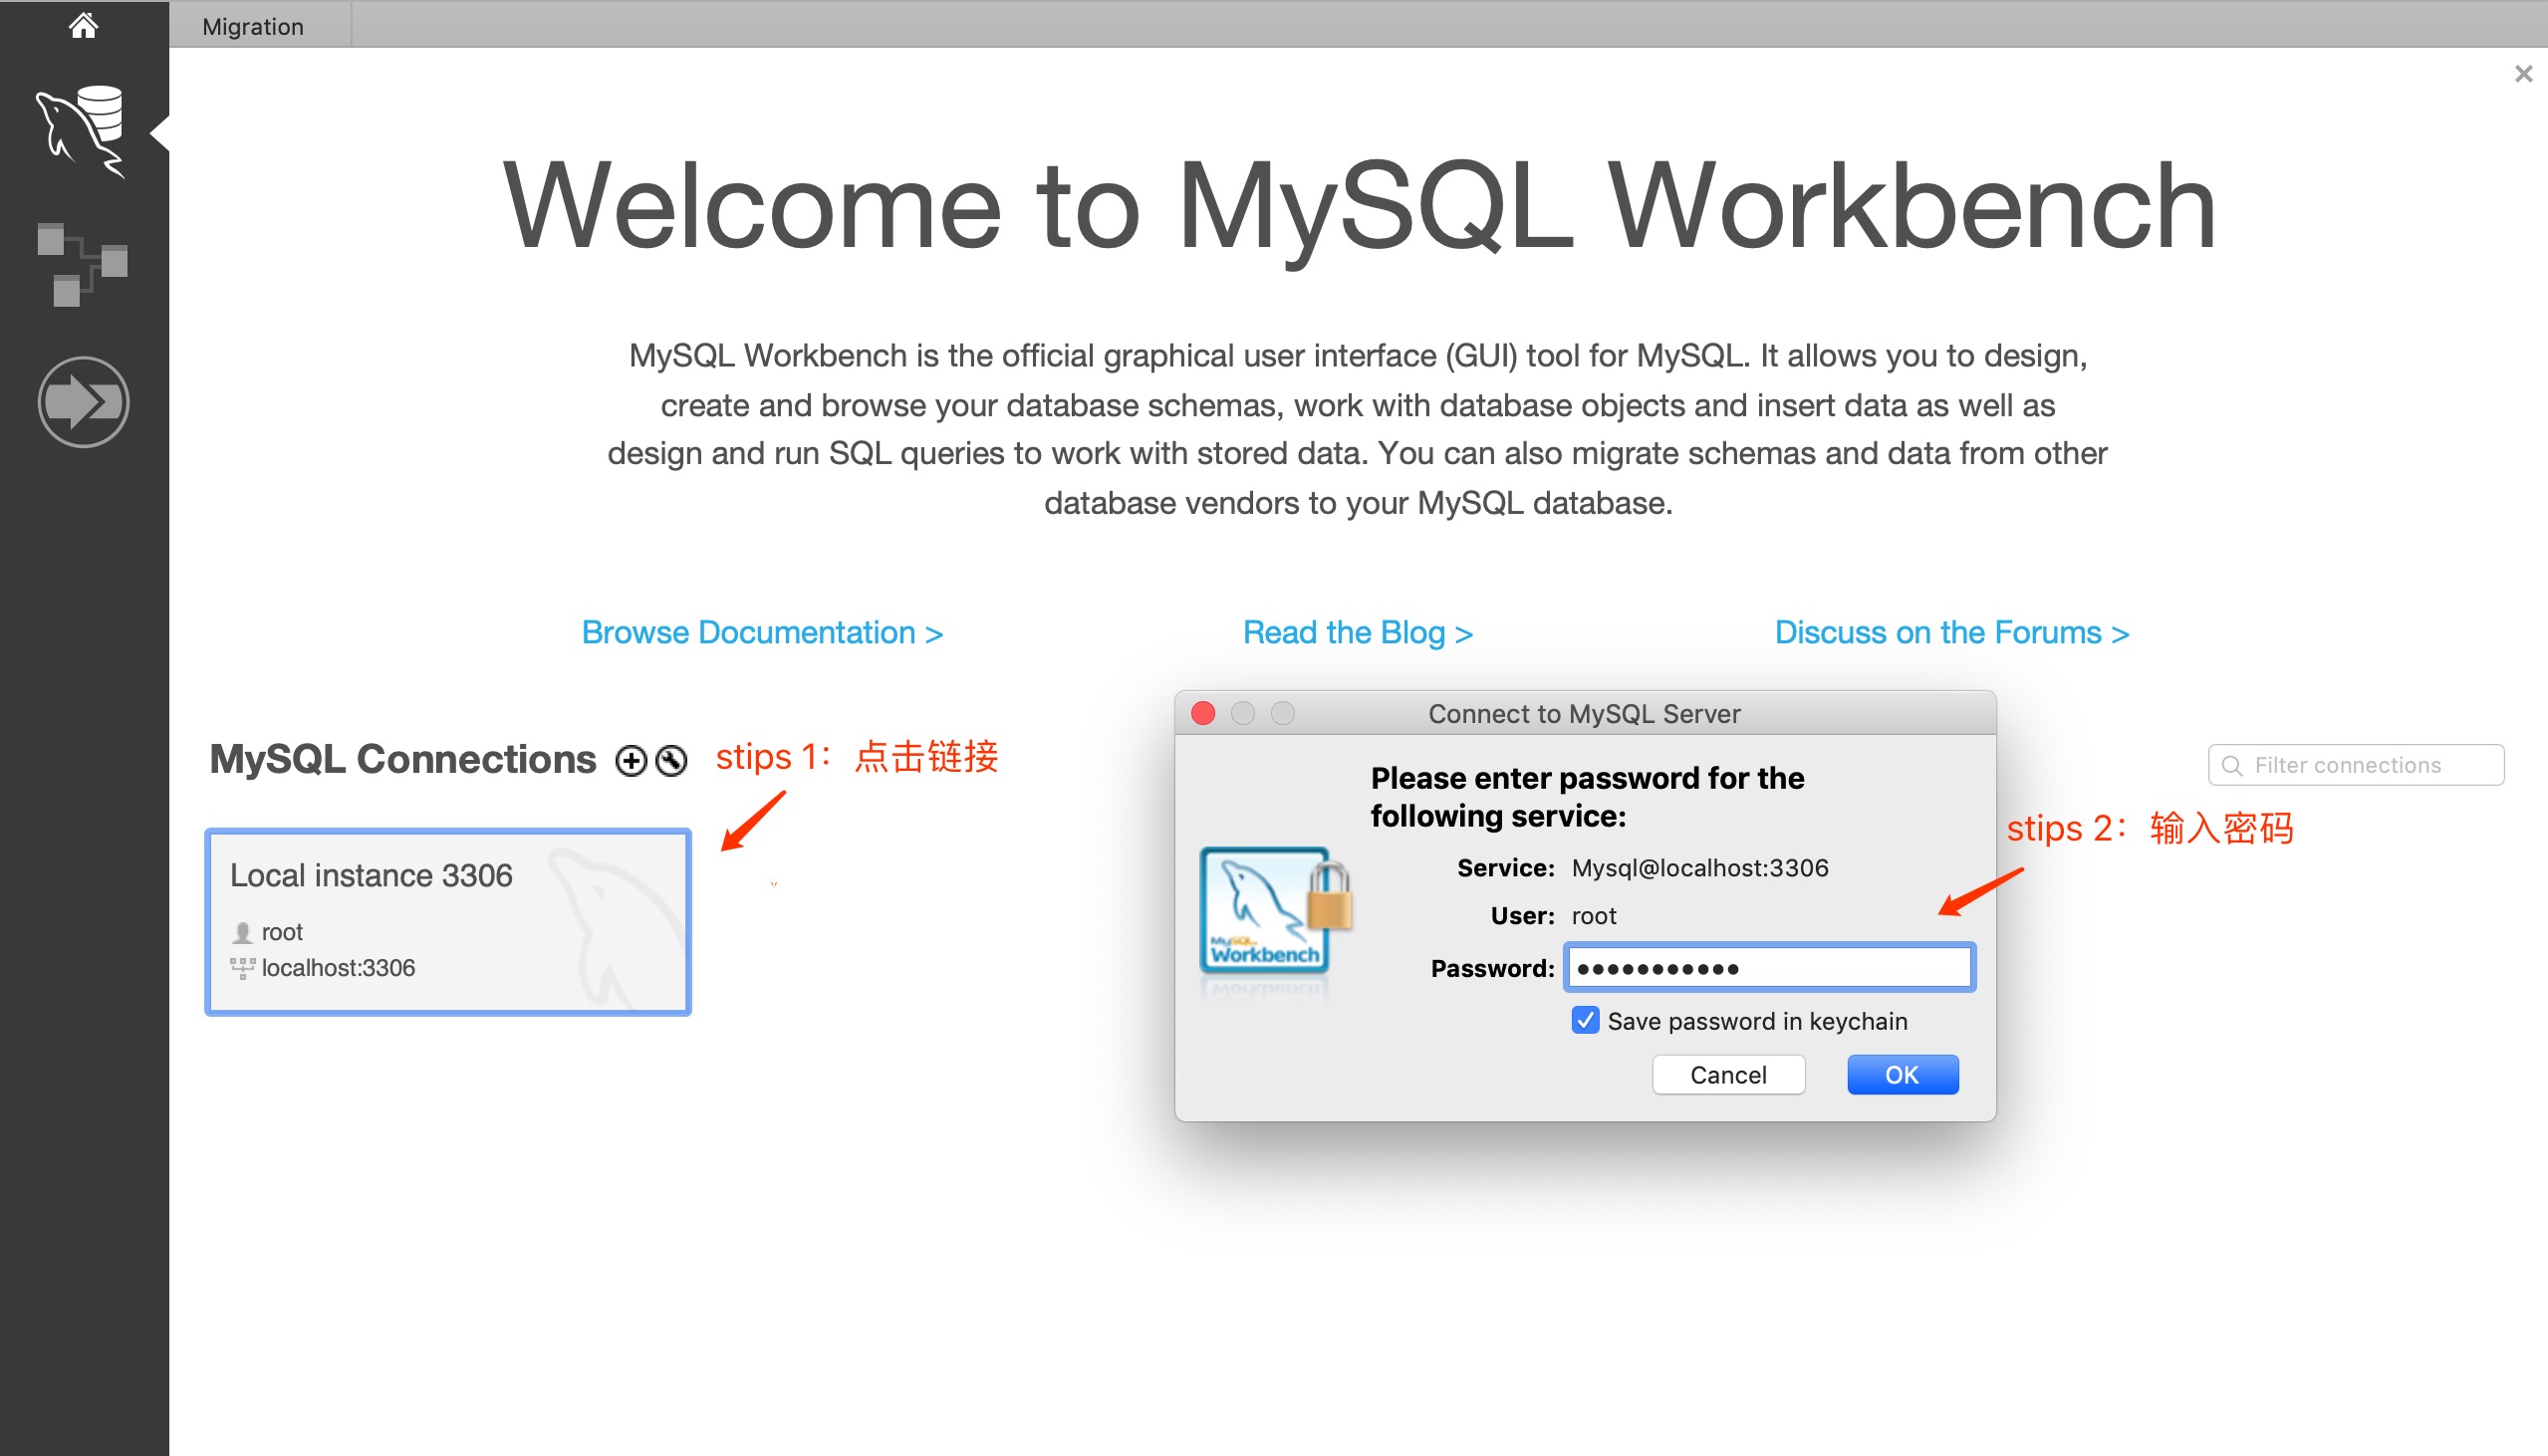 Migration
Welcome to MySQL Workbench
MySQL Workbench is the official graphical user interface (GUI) tool for MySQL. It allows you to design,
create and browse your database schemas, work with database objects and insert data as well as
design and run SQL queries to work with stored data. You can also migrate schemas and data from other
database vendors to your MySQL database.
Browse Documentation >
Read the Blog >
Discuss on the Forums >
MySQL Connections
stips 1：点击链接
Filter connections
Local instance 3306
root
localhost:3306
Connect to MySQL Server
Please enter password for the
following service:
Service: Mysql@localhost:3306
User: root
Password: •••••••••••
Save password in keychain
Cancel
OK
MySQL
Workbench
stips 2：输入密码